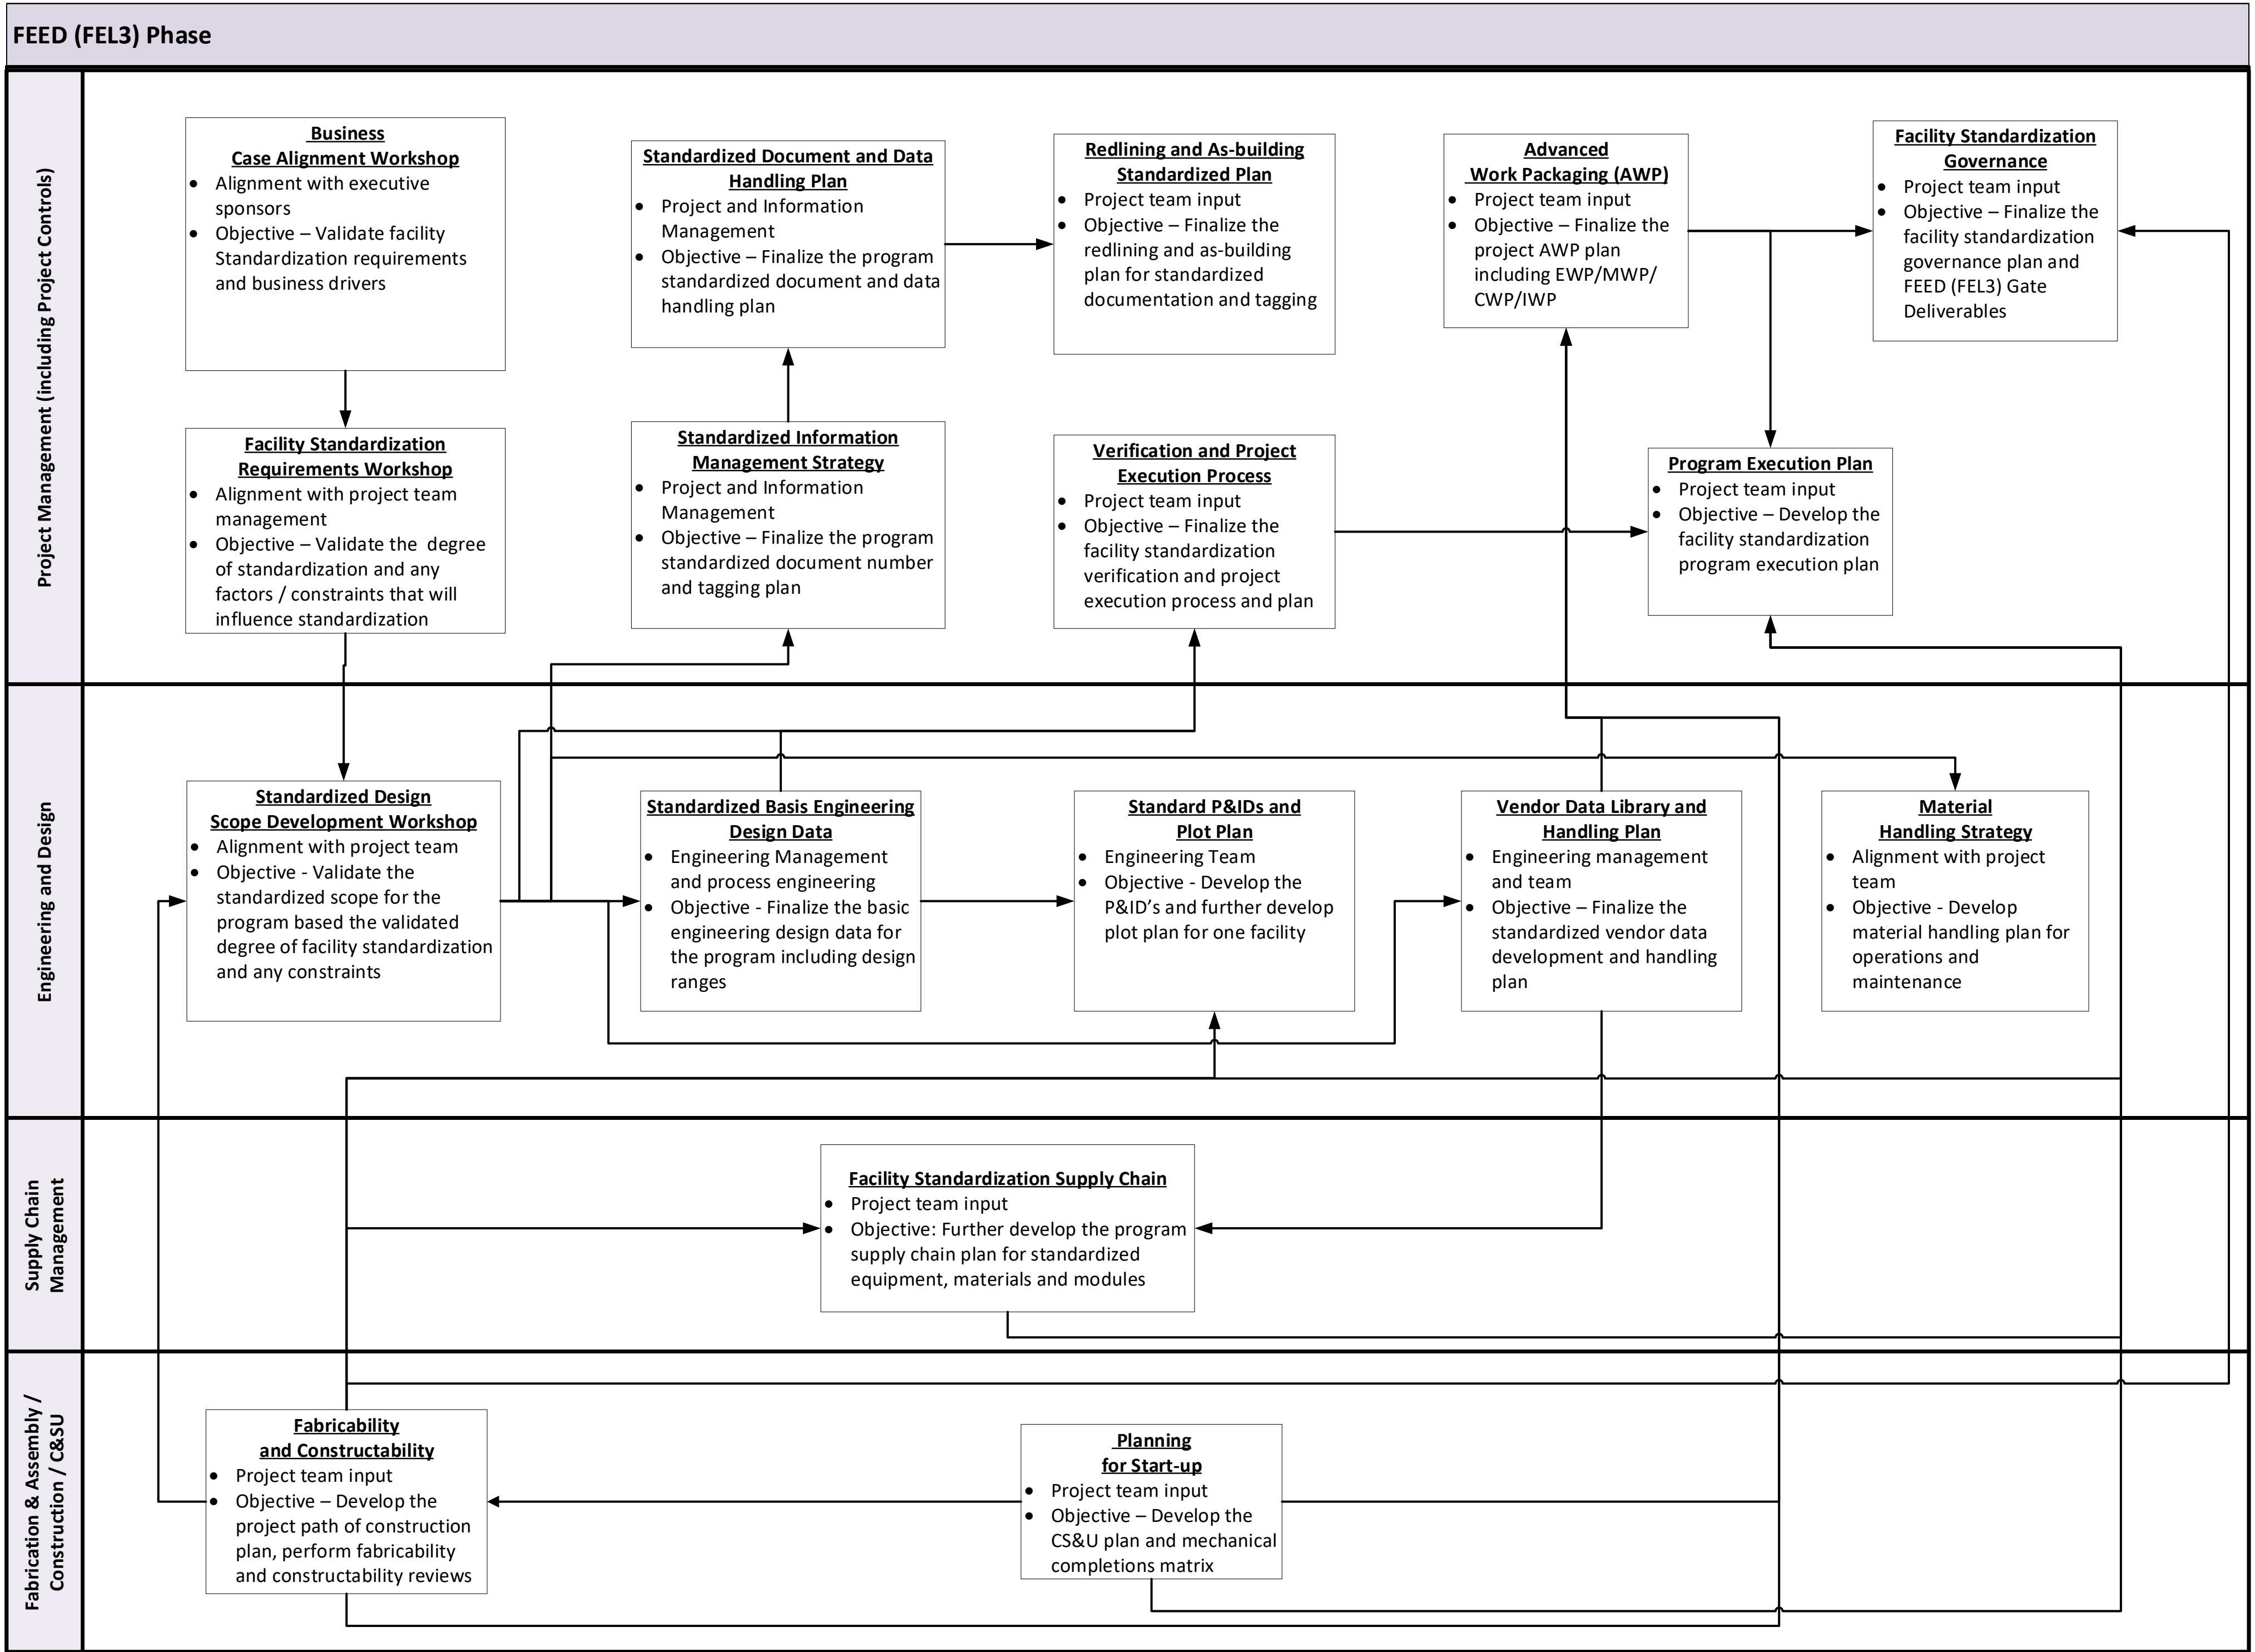 FEED (FEL3) Phase
Project Management (including Project Controls)
Business
Case Alignment Workshop
• Alignment with executive
sponsors
• Objective – Validate facility
Standardization requirements
and business drivers
Standardized Document and Data
Handling Plan
• Project and Information
Management
• Objective – Finalize the program
standardized document and data
handling plan
Redlining and As-building
Standardized Plan
• Project team input
• Objective – Finalize the
redlining and as-building
plan for standardized
documentation and tagging
Advanced
Work Packaging (AWP)
• Project team input
• Objective – Finalize the
project AWP plan
including EWP/MWP/
CWP/IWP
Facility Standardization
Governance
• Project team input
• Objective – Finalize the
facility standardization
governance plan and
FEED (FEL3) Gate
Deliverables
Facility Standardization
Requirements Workshop
• Alignment with project team
management
• Objective – Validate the  degree
of standardization and any
factors / constraints that will
influence standardization
Standardized Information
Management Strategy
• Project and Information
Management
• Objective – Finalize the program
standardized document number
and tagging plan
Verification and Project
Execution Process
• Project team input
• Objective – Finalize the
facility standardization
verification and project
execution process and plan
Program Execution Plan
• Project team input
• Objective – Develop the
facility standardization
program execution plan
Engineering and Design
Standardized Design
Scope Development Workshop
• Alignment with project team
• Objective - Validate the
standardized scope for the
program based the validated
degree of facility standardization
and any constraints
Standardized Basis Engineering
Design Data
• Engineering Management
and process engineering
• Objective - Finalize the basic
engineering design data for
the program including design
ranges
Standard P&IDs and
Plot Plan
• Engineering Team
• Objective - Develop the
P&ID’s and further develop
plot plan for one facility
Vendor Data Library and
Handling Plan
• Engineering management
and team
• Objective – Finalize the
standardized vendor data
development and handling
plan
Material
Handling Strategy
• Alignment with project
team
• Objective - Develop
material handling plan for
operations and
maintenance
Supply Chain
Management
Facility Standardization Supply Chain
• Project team input
• Objective: Further develop the program
supply chain plan for standardized
equipment, materials and modules
Fabrication & Assembly /
Construction / C&SU
Fabricability
and Constructability
• Project team input
• Objective – Develop the
project path of construction
plan, perform fabricability
and constructability reviews
Planning
for Start-up
• Project team input
• Objective – Develop the
CS&U plan and mechanical
completions matrix